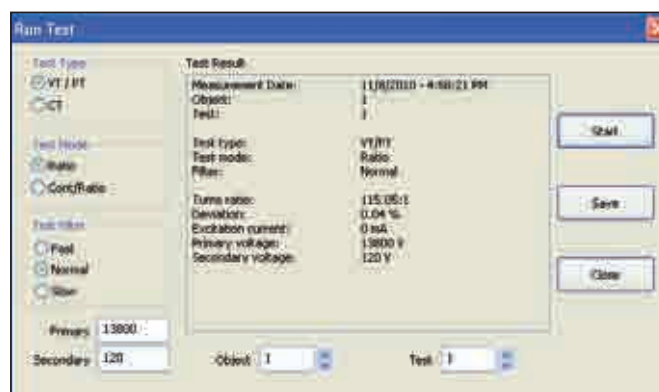 Run Test
Test Type
VT / PT
CT
Test Mode
Ratio
Cont/Ratio
Test Filter
Fast
Normal
Slow
Primary 13800
Secondary 120
Test Result
Measurement Date: 11/8/2010 - 4:58:21 PM
Object: 1
Test: 1
Test type: VT/PT
Test mode: Ratio
Filter: Normal
Turns ratio: 115.05:1
Deviation: 0.04 %
Excitation current: 0 mA
Primary voltage: 13800 V
Secondary voltage: 120 V
Object 1
Test 1
Start
Save
Close